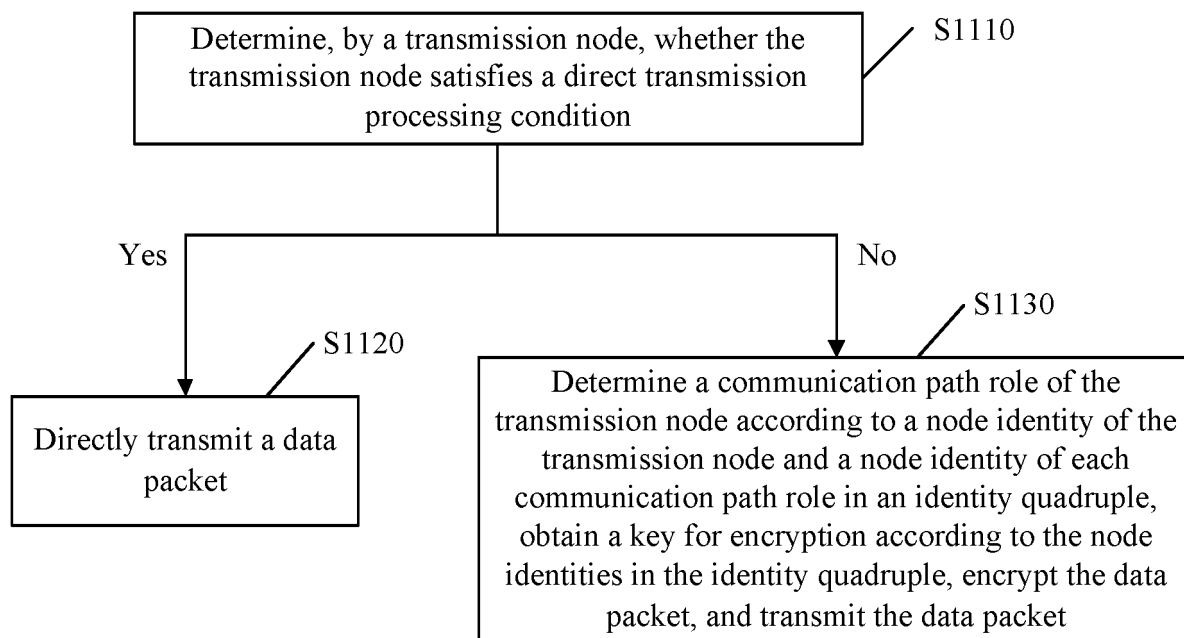 Determine, by a transmission node, whether the
transmission node satisfies a direct transmission
processing condition
S1110
Yes
No
S1120
S1130
Directly transmit a data
packet
Determine a communication path role of the
transmission node according to a node identity of the
transmission node and a node identity of each
communication path role in an identity quadruple,
obtain a key for encryption according to the node
identities in the identity quadruple, encrypt the data
packet, and transmit the data packet